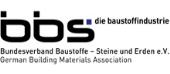 bbs die baustoffindustrie
Bundesverband Baustoffe – Steine und Erden e.V.
German Building Materials Association